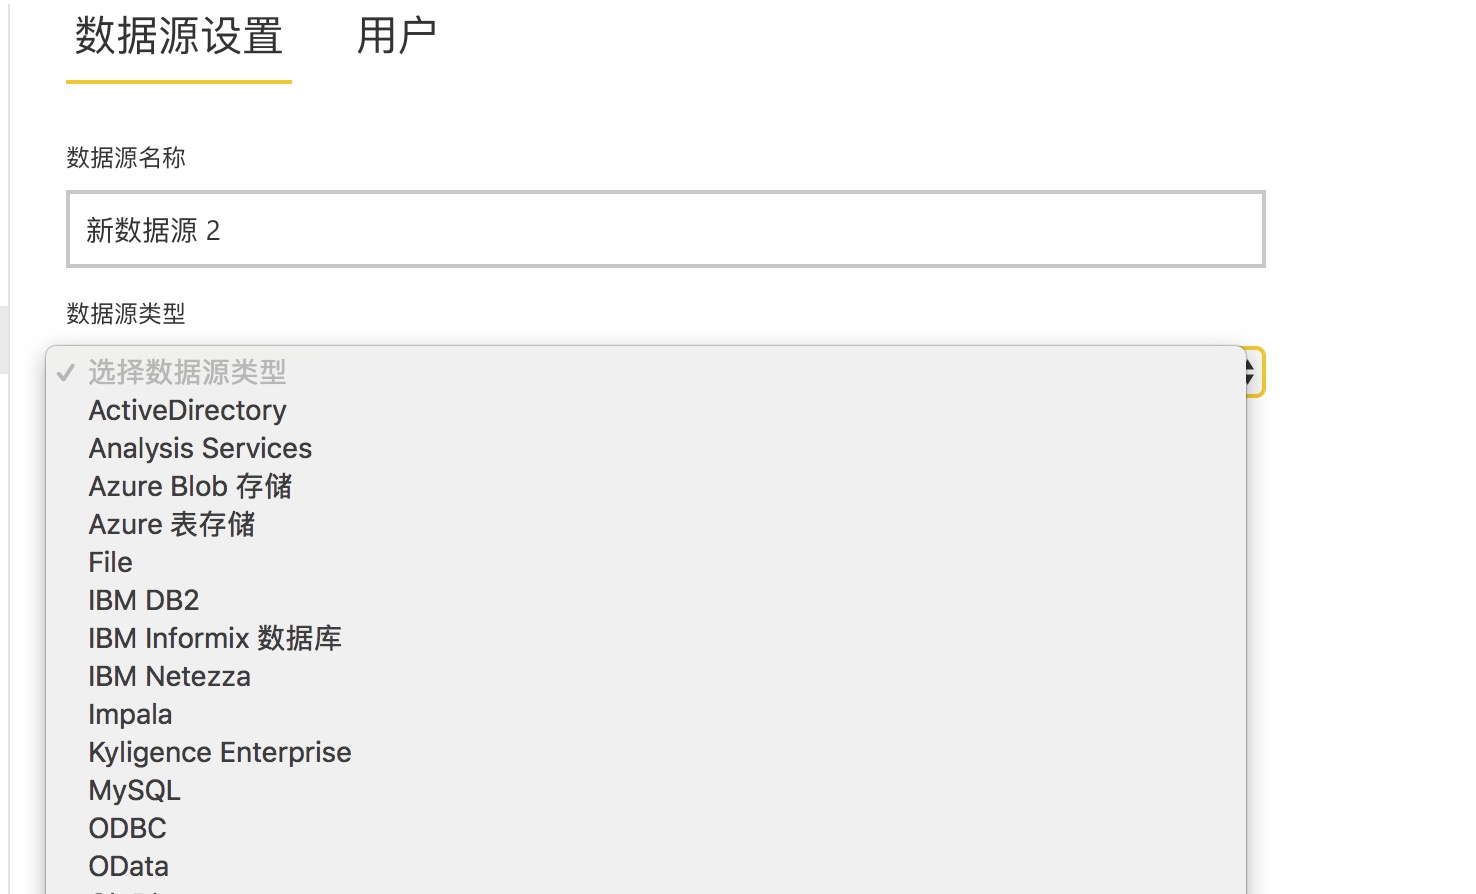 数据源设置 用户
数据源名称
新数据源 2
数据源类型
选择数据源类型
ActiveDirectory
Analysis Services
Azure Blob 存储
Azure 表存储
File
IBM DB2
IBM Informix 数据库
IBM Netezza
Impala
Kyligence Enterprise
MySQL
ODBC
OData